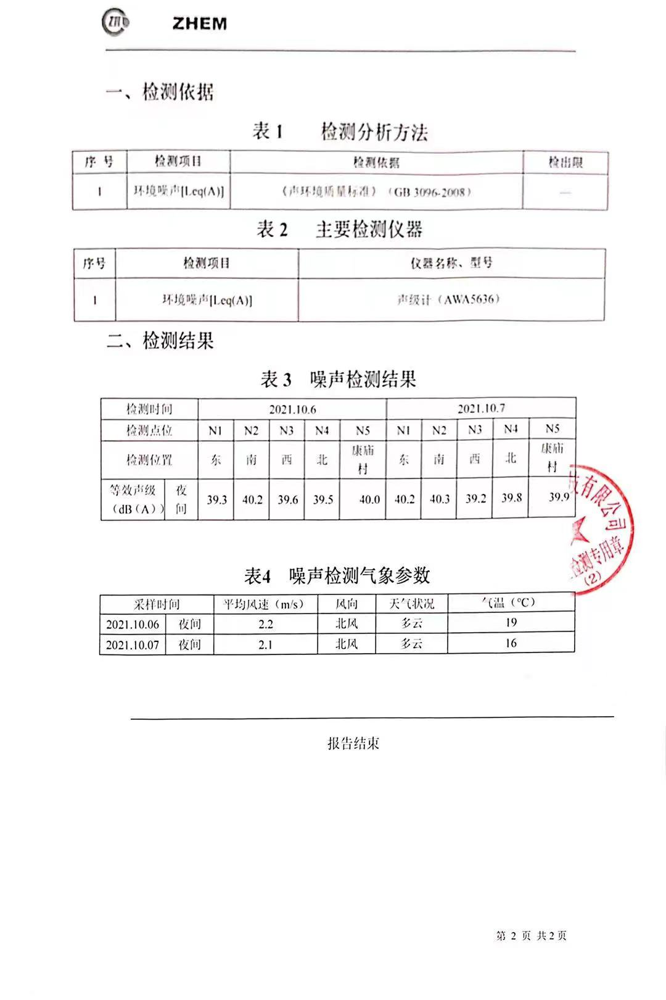 ZHEM
一、检测依据
表 1 检测分析方法
序 号 检测项目 检测依据 检出限
1 环境噪声[Leq(A)] 《声环境质量标准》（GB 3096-2008） —
表 2 主要检测仪器
序号 检测项目 仪器名称、型号
1 环境噪声[Leq(A)] 声级计（AWA5636）
二、检测结果
表 3 噪声检测结果
检测时间 2021.10.6 2021.10.7
检测点位 N1 N2 N3 N4 N5 N1 N2 N3 N4 N5
检测位置 东 南 西 北 康庙村 东 南 西 北 康庙村
等效声级（dB（A）） 夜间 39.3 40.2 39.6 39.5 40.0 40.2 40.3 39.2 39.8 39.9
有限公司
检测专用章
(2)
表4 噪声检测气象参数
采样时间 平均风速（m/s） 风向 天气状况 气温（℃）
2021.10.06 夜间 2.2 北风 多云 19
2021.10.07 夜间 2.1 北风 多云 16
报告结束
第 2 页 共2页